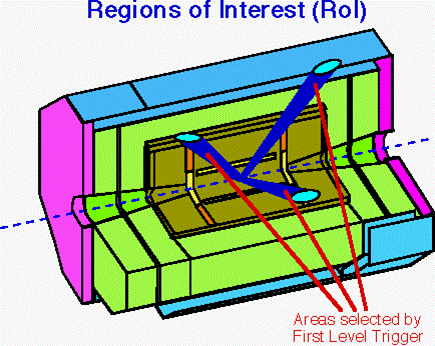 Regions of Interest (RoI)
Areas selected by
First Level Trigger